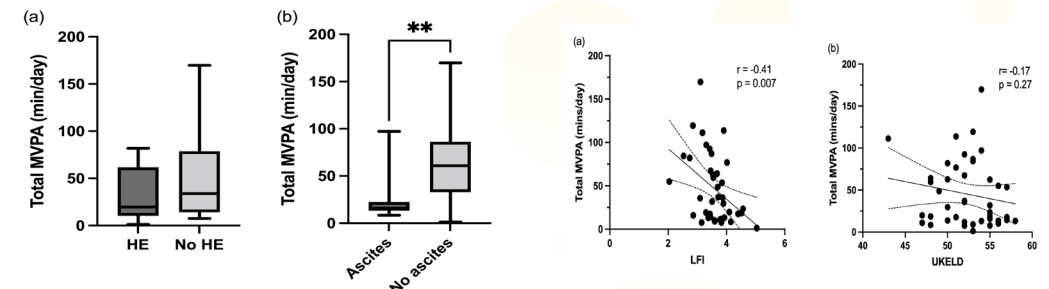 (a)
Total MVPA (min/day)
200
150
100
50
0
HE No HE
(b)
**
Total MVPA (min/day)
200
150
100
50
0
Ascites
No ascites
(a)
r = -0.41
p = 0.007
Total MVPA (mins/day)
200
150
100
50
0
0 2 4 6
LFI
(b)
r= -0.17
p = 0.27
Total MVPA (mins/day)
200
150
100
50
0
40 45 50 55 60
UKELD